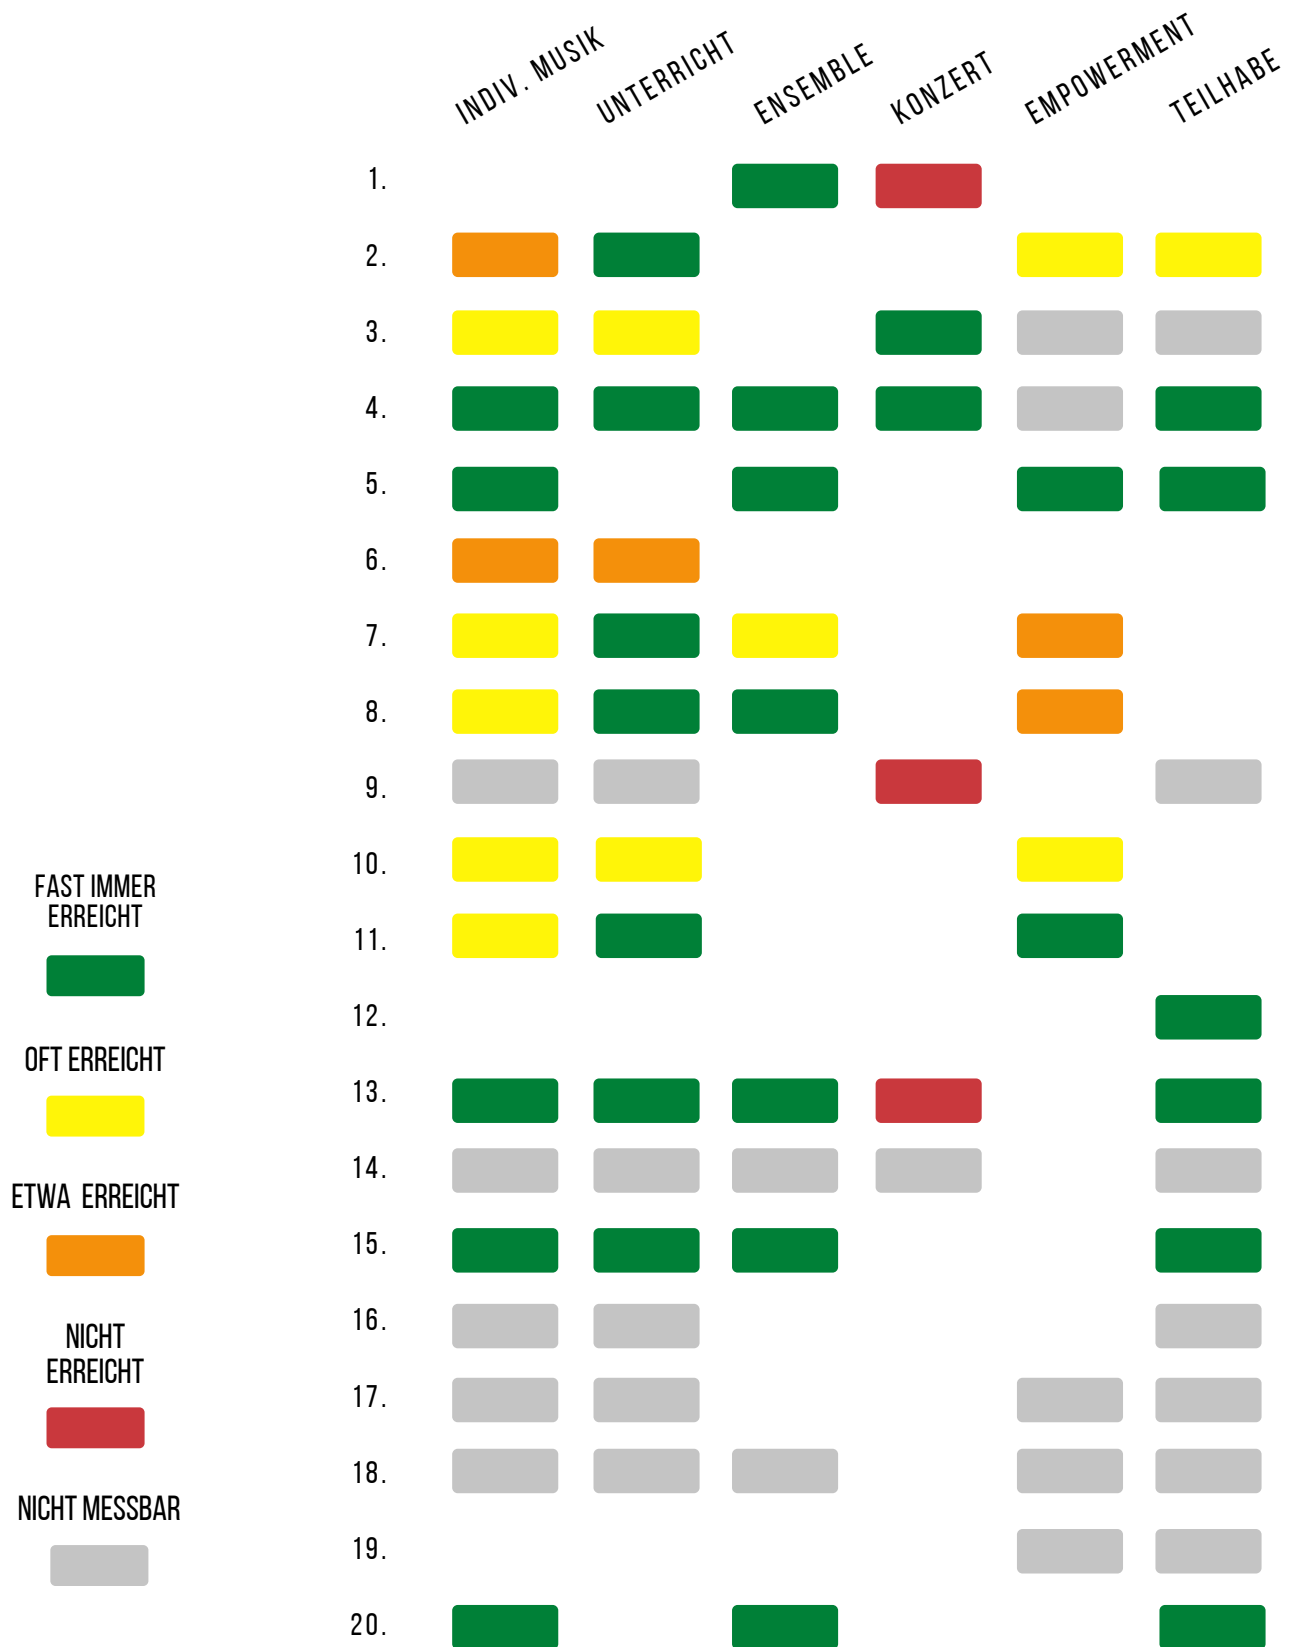 INDIV. MUSIK
UNTERRICHT
ENSEMBLE
KONZERT
EMPOWERMENT
TEILHABE
1.
2.
3.
4.
5.
6.
7.
8.
9.
10.
11.
12.
13.
14.
15.
16.
17.
18.
19.
20.
FAST IMMER
ERREICHT
OFT ERREICHT
ETWA ERREICHT
NICHT
ERREICHT
NICHT MESSBAR